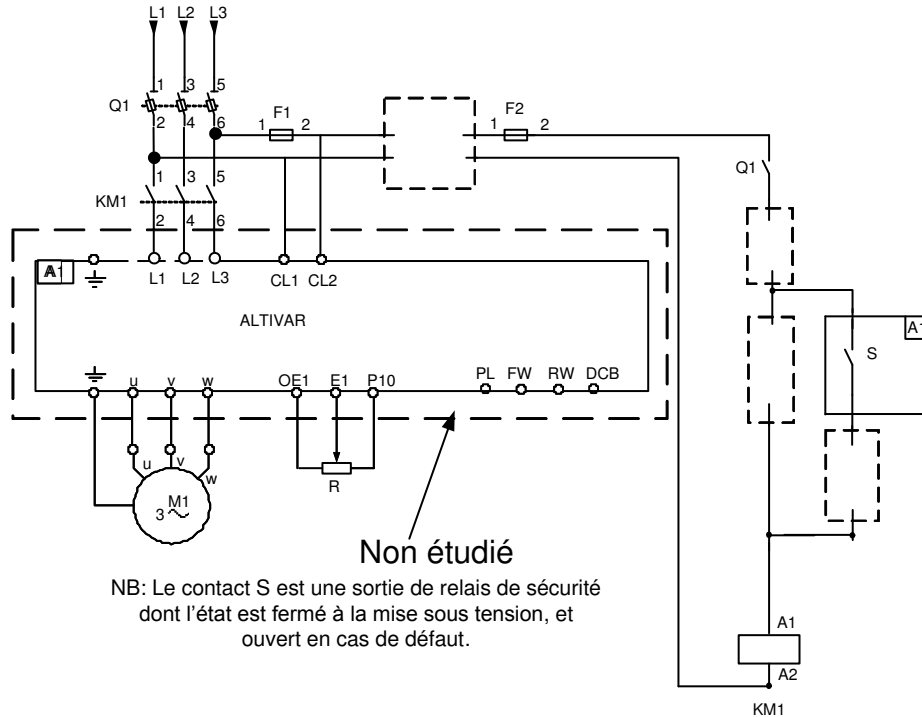 L1 L2 L3
1 3 5
Q1
2 4 6
F1
1 2
F2
1 2
Q1
1 3 5
KM1
2 4 6
A1
L1 L2 L3 CL1 CL2
ALTIVAR
A1
S
u v w OE1 E1 P10 PL FW RW DCB
u v w
R
M1
3
Non étudié
NB: Le contact S est une sortie de relais de sécurité
dont l'état est fermé à la mise sous tension, et
ouvert en cas de défaut.
A1
A2
KM1